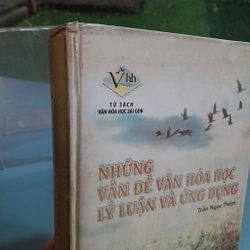 Vhh
TỦ SÁCH
VĂN HÓA HỌC SÀI GÒN
NHỮNG
VẤN ĐỀ VĂN HÓA HỌC
LÝ LUẬN VÀ ỨNG DỤNG
Trần Ngọc Thêm